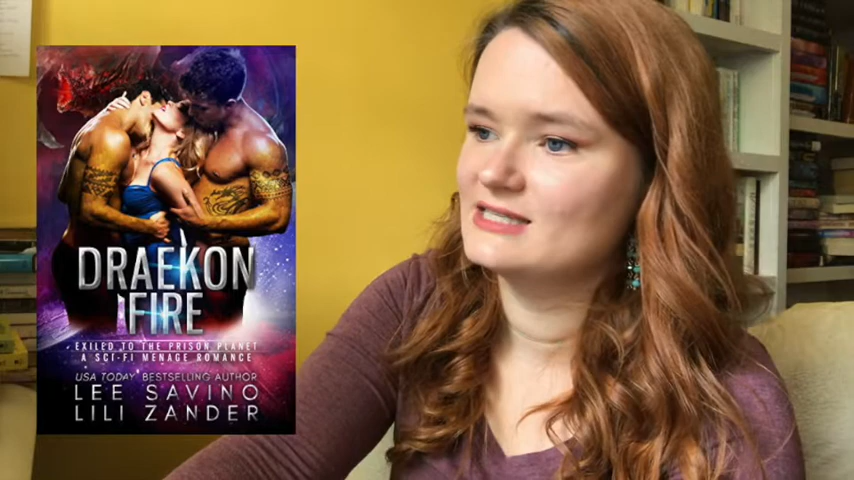 DRAEKON
FIRE
EXILED TO THE PRISON PLANET
A SCI-FI MENAGE ROMANCE
USA TODAY BESTSELLING AUTHOR
LEE SAVINO
LILI ZANDER